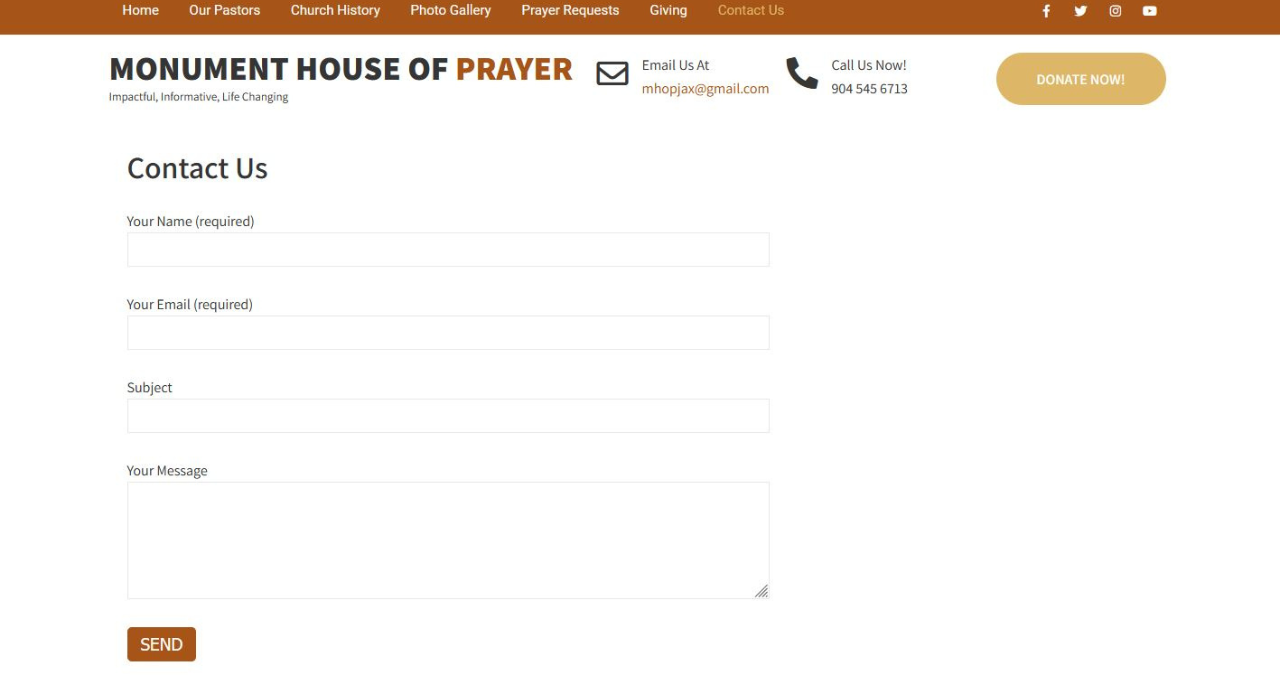 Home Our Pastors Church History Photo Gallery Prayer Requests Giving Contact Us
MONUMENT HOUSE OF PRAYER
Impactful, Informative, Life Changing
Email Us At
mhopjax@gmail.com
Call Us Now!
904 545 6713
DONATE NOW!
Contact Us
Your Name (required)
Your Email (required)
Subject
Your Message
SEND